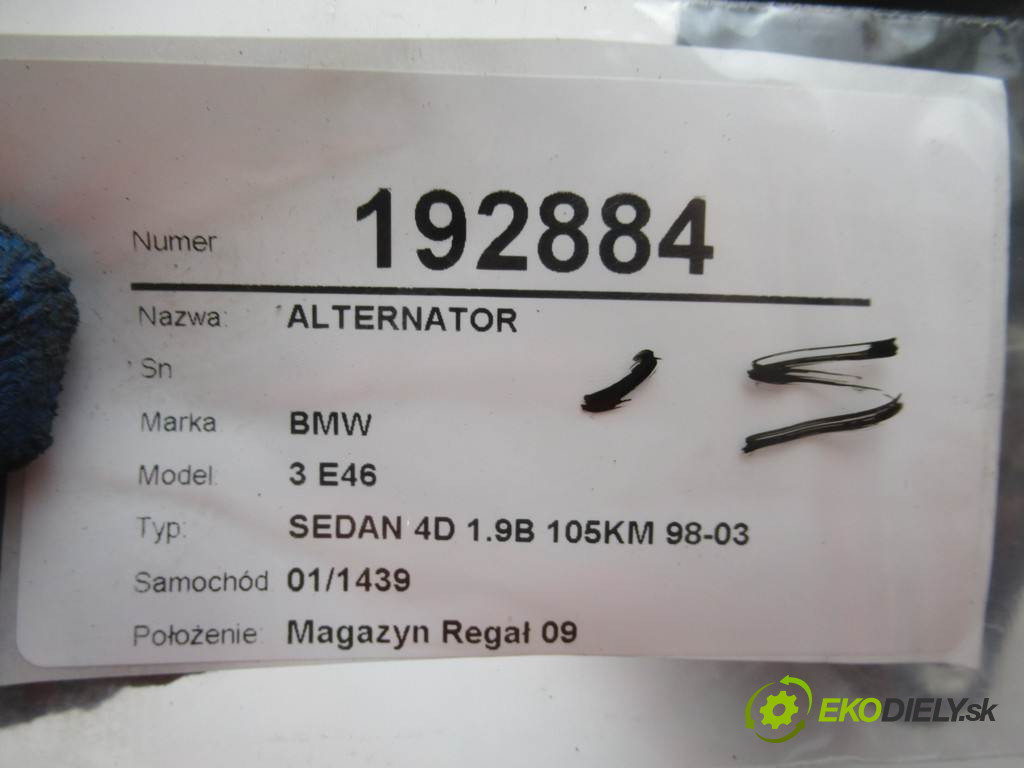 Numer 192884
Nazwa: ALTERNATOR
Sn
Marka BMW
Model: 3 E46
Typ: SEDAN 4D 1.9B 105KM 98-03
Samochód 01/1439
Położenie: Magazyn Regał 09
EKODIELY.sk